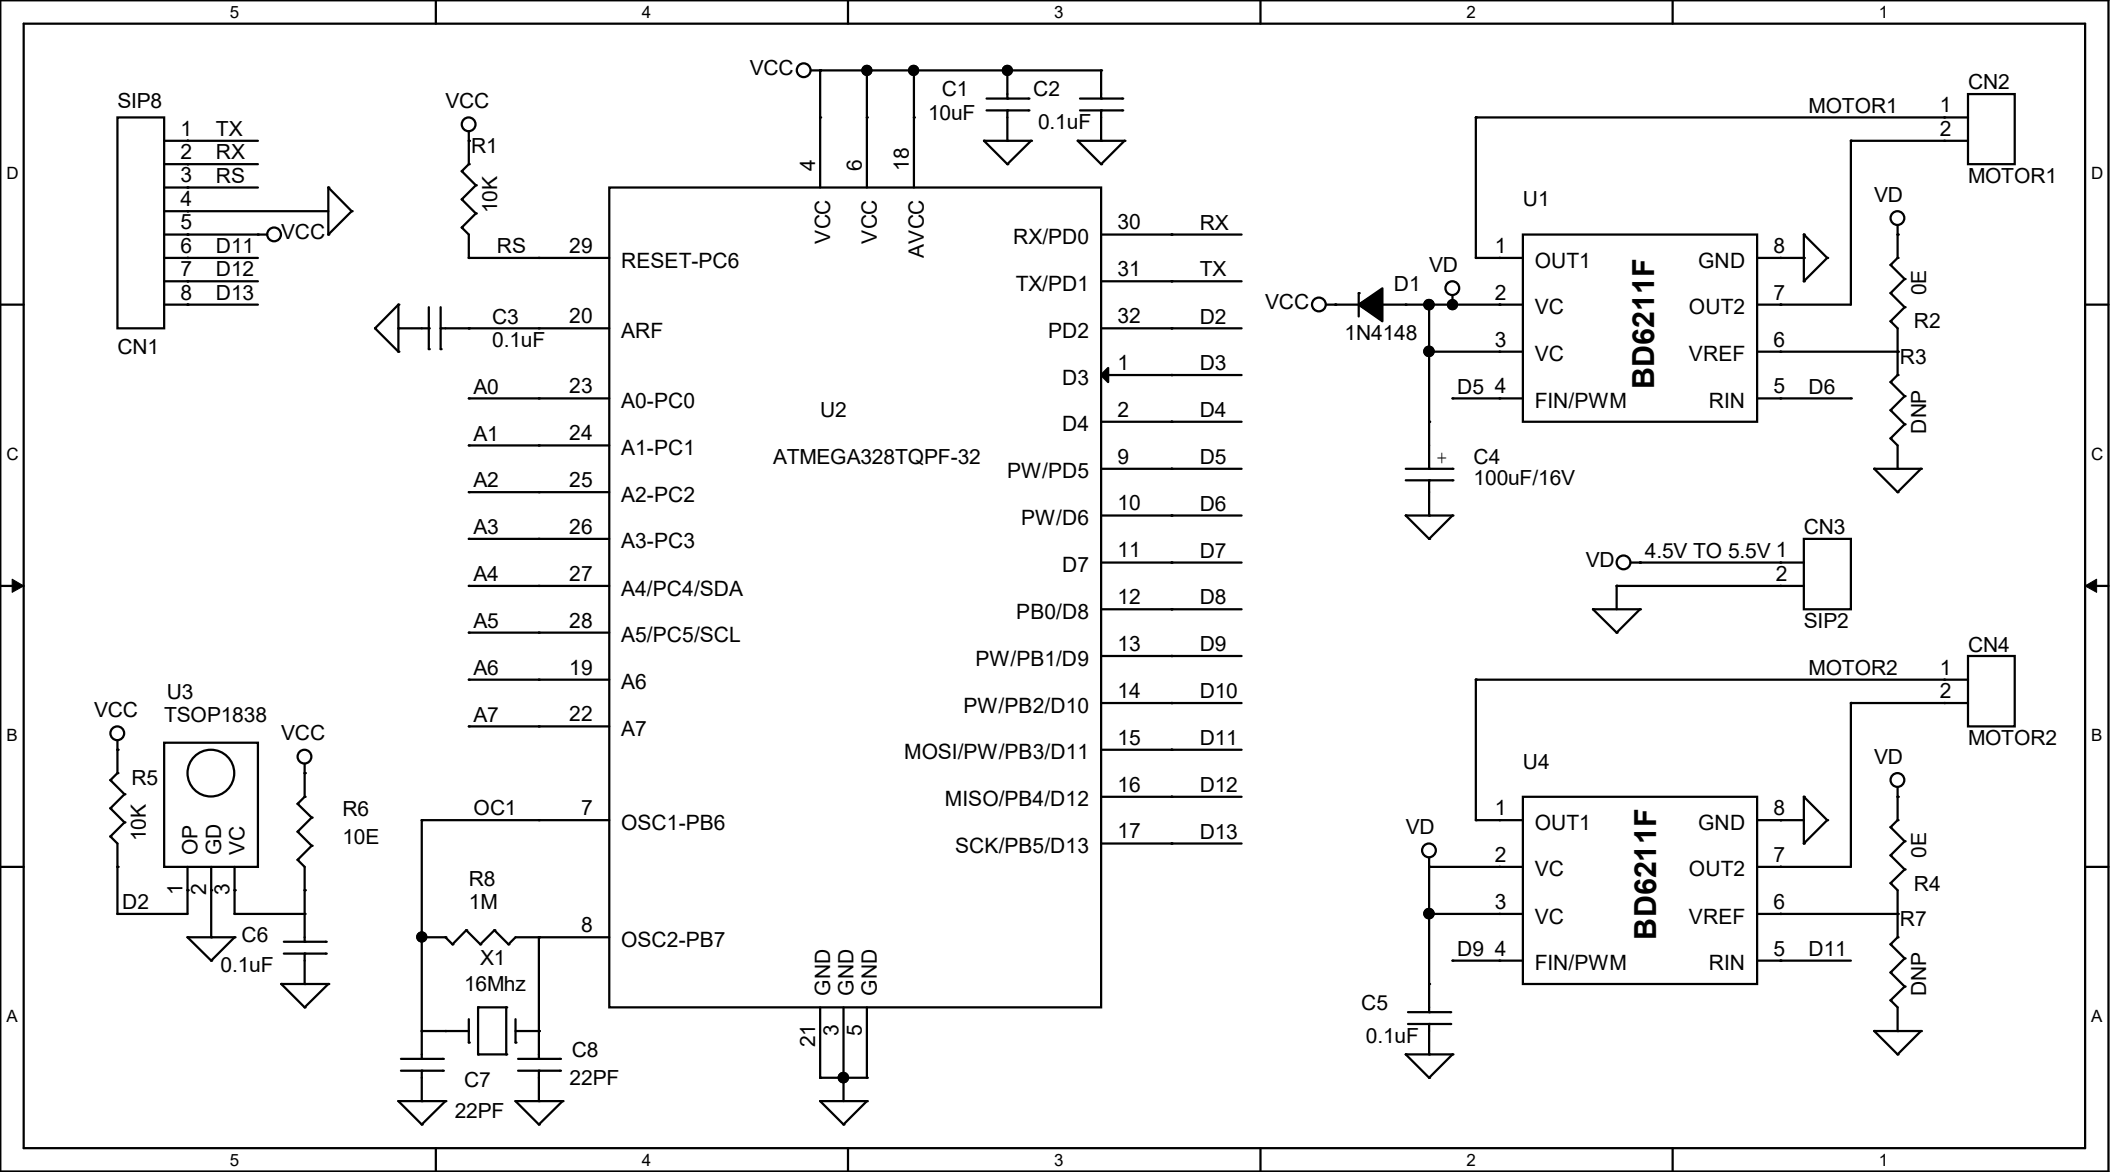 5 4 3 2 1
D
C
B
A
D
C
B
A
SIP8
1 TX
2 RX
3 RS
4
5 VCC
6 D11
7 D12
8 D13
CN1
VCC
R1
10K
RS 29 RESET-PC6
C3
0.1uF
20 ARF
A0 23 A0-PC0
A1 24 A1-PC1
A2 25 A2-PC2
A3 26 A3-PC3
A4 27 A4/PC4/SDA
A5 28 A5/PC5/SCL
A6 19 A6
A7 22 A7
OC1 7 OSC1-PB6
R8
1M
8 OSC2-PB7
X1
16Mhz
C7
22PF
C8
22PF
VCC
C1
10uF
C2
0.1uF
4 6 18
VCC VCC AVCC
U2
ATMEGA328TQPF-32
RX/PD0 30 RX
TX/PD1 31 TX
PD2 32 D2
D3 1 D3
D4 2 D4
PW/PD5 9 D5
PW/D6 10 D6
D7 11 D7
PB0/D8 12 D8
PW/PB1/D9 13 D9
PW/PB2/D10 14 D10
MOSI/PW/PB3/D11 15 D11
MISO/PB4/D12 16 D12
SCK/PB5/D13 17 D13
GND GND GND
21 3 5
U3
TSOP1838
VCC
R5
10K
OP GD VC
1 2 3
D2
VCC
R6
10E
C6
0.1uF
CN2
MOTOR1 1
2
MOTOR1
U1
BD6211F
1 OUT1
2 VC
3 VC
D5 4 FIN/PWM
GND 8
OUT2 7
VREF 6
RIN 5 D6
VCC
D1
1N4148
VD
C4
+
100uF/16V
VD
0E
R2
R3
DNP
CN3
VD 4.5V TO 5.5V 1
2
SIP2
CN4
MOTOR2 1
2
MOTOR2
U4
BD6211F
1 OUT1
2 VC
3 VC
D9 4 FIN/PWM
GND 8
OUT2 7
VREF 6
RIN 5 D11
VD
C5
0.1uF
VD
0E
R4
R7
DNP
5 4 3 2 1